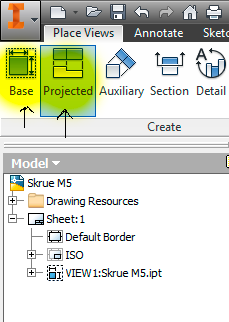 Place Views Annotate Sketc
Base Projected Auxiliary Section Detail
Create
Model
Skrue M5
Drawing Resources
Sheet:1
Default Border
ISO
VIEW1:Skrue M5.ipt